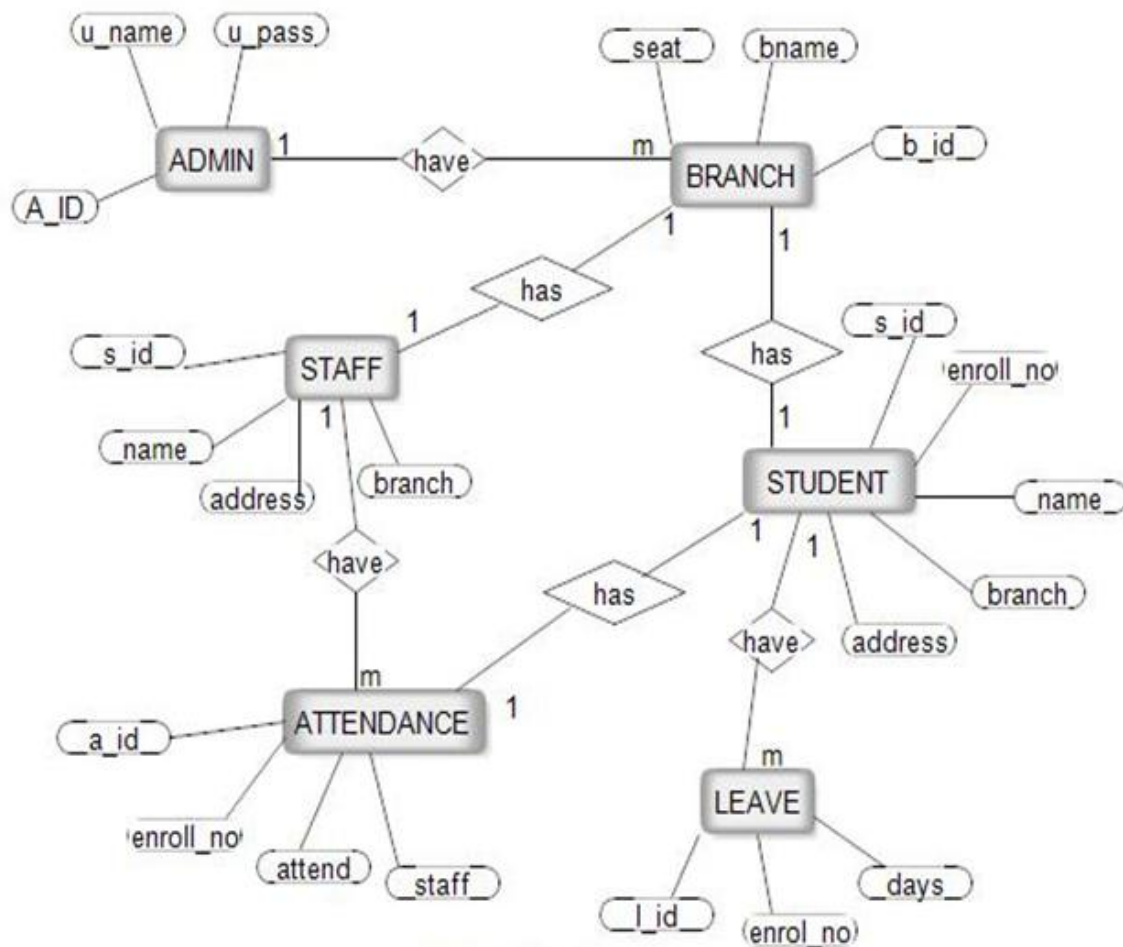 u_name
u_pass
seat
bname
ADMIN
1
have
m
BRANCH
b_id
A_ID
1
1
has
1
s_id
s_id
STAFF
has
enroll_no
1
1
name
branch
STUDENT
address
name
1
1
have
has
branch
have
address
m
ATTENDANCE
1
a_id
m
LEAVE
enroll_no
attend
staff
days
l_id
enrol_no